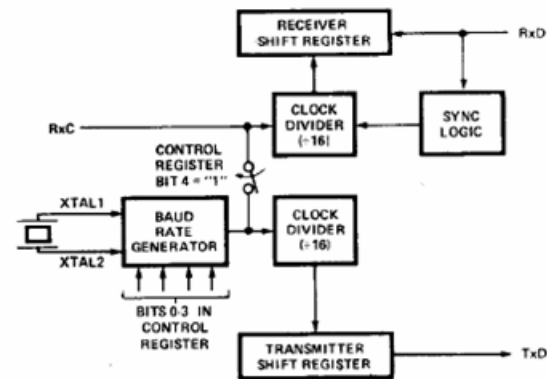 RECEIVER
SHIFT REGISTER
RxD
RxC
CLOCK
DIVIDER
(÷16)
SYNC
LOGIC
CONTROL
REGISTER
BIT 4 = "1"
XTAL1
XTAL2
BAUD
RATE
GENERATOR
CLOCK
DIVIDER
(÷16)
BITS 0-3 IN
CONTROL
REGISTER
TRANSMITTER
SHIFT REGISTER
TxD